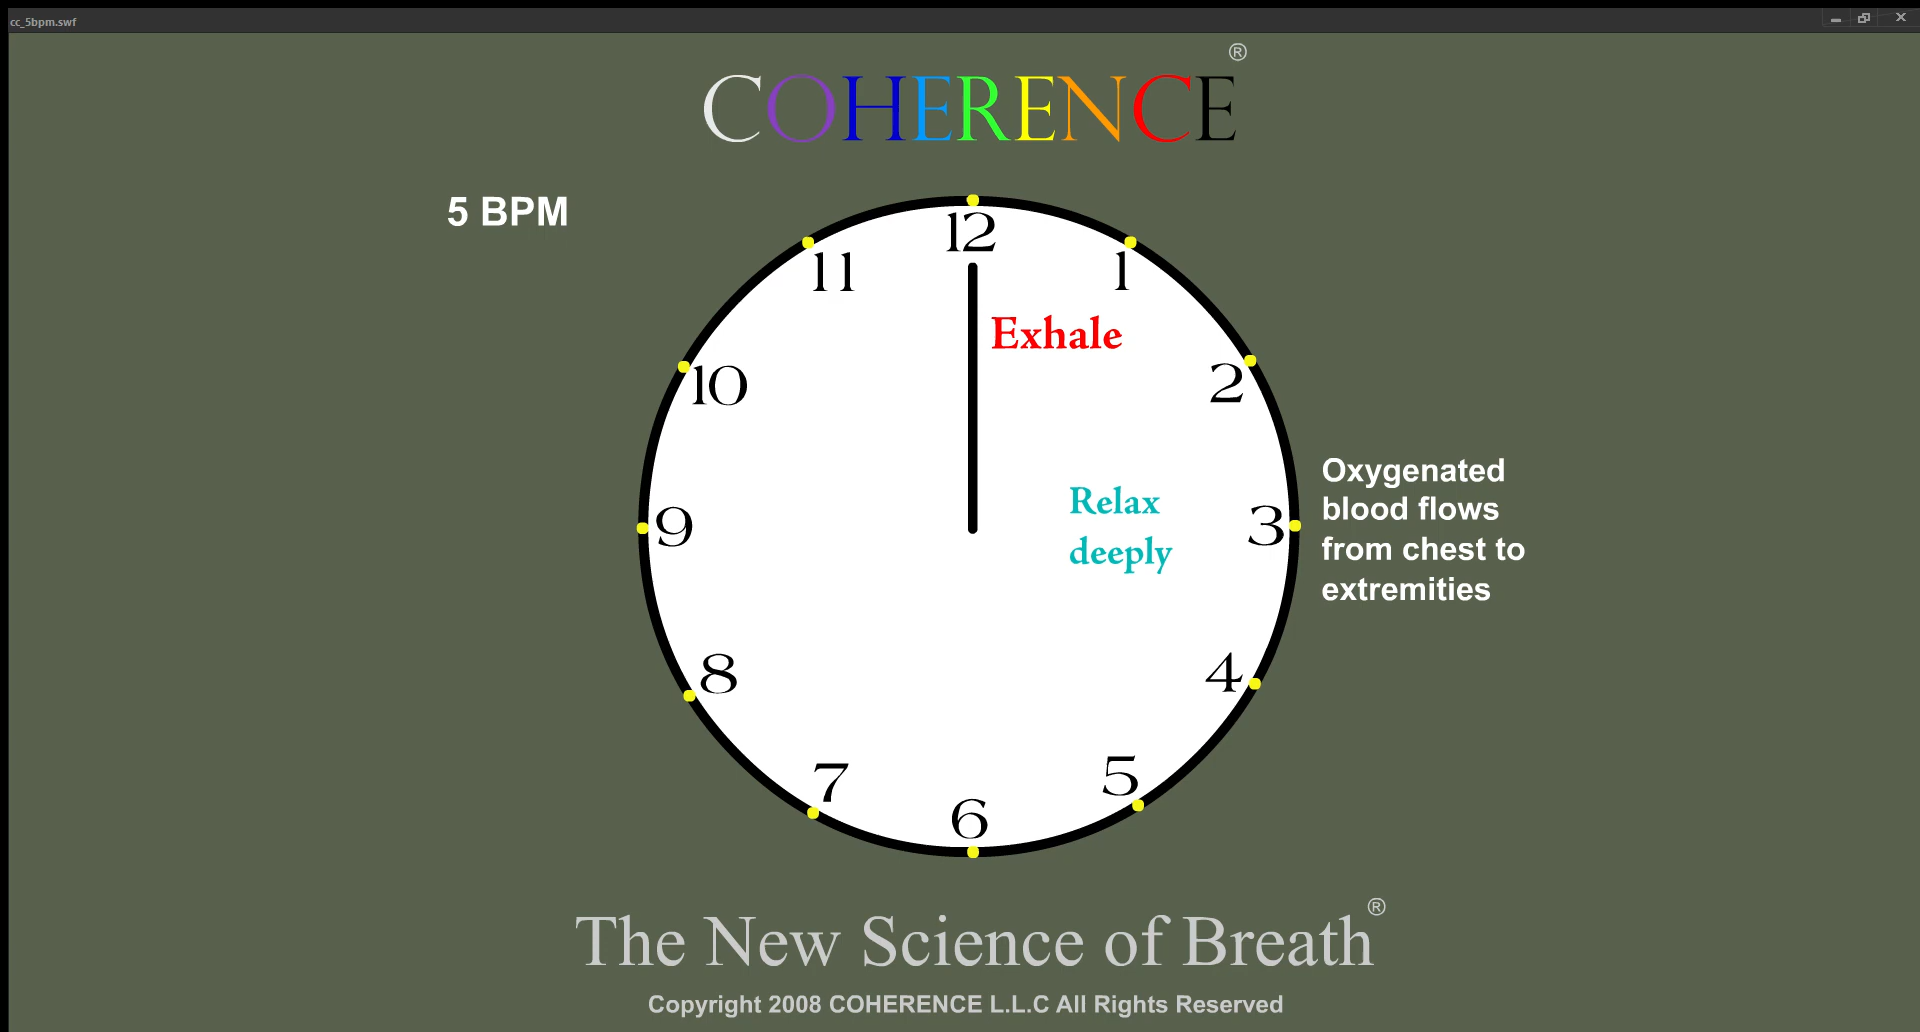 cc_5bpm.swf
COHERENCE®
5 BPM
12
11
1
Exhale
10
2
Relax
deeply
9
3
Oxygenated
blood flows
from chest to
extremities
8
4
7
5
6
The New Science of Breath®
Copyright 2008 COHERENCE L.L.C All Rights Reserved